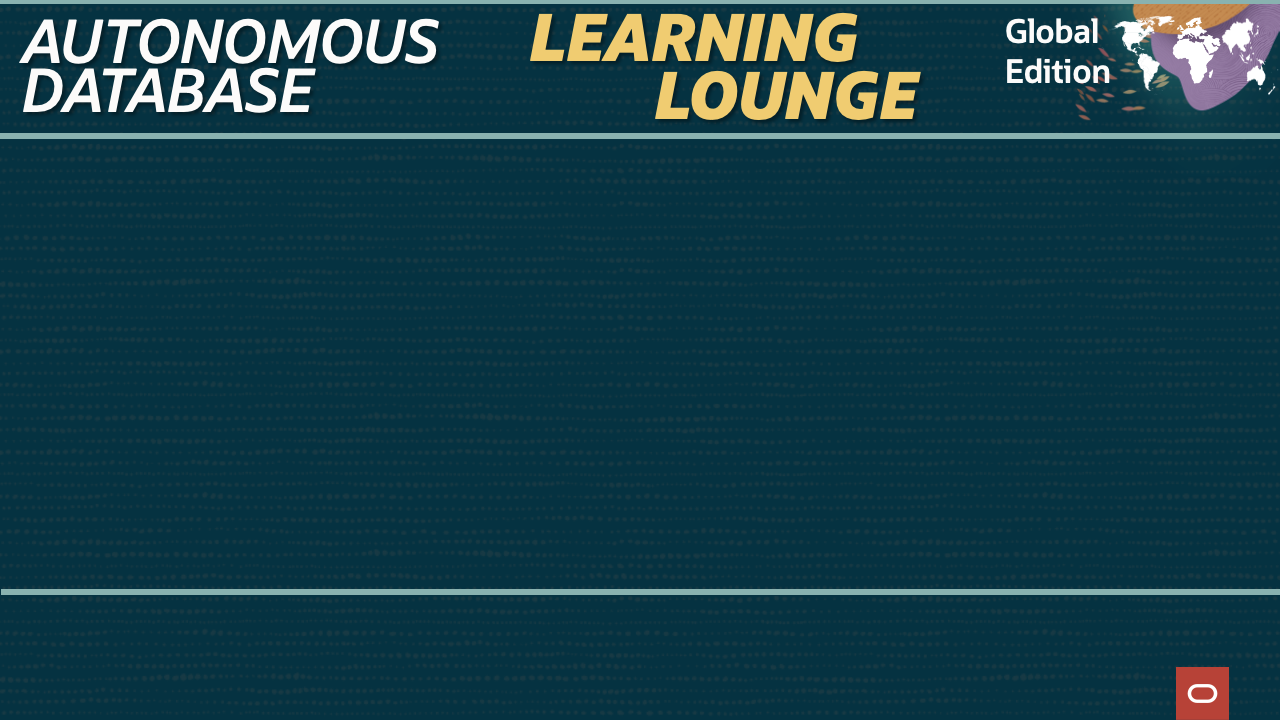 AUTONOMOUS
DATABASE
LEARNING
LOUNGE
Global
Edition